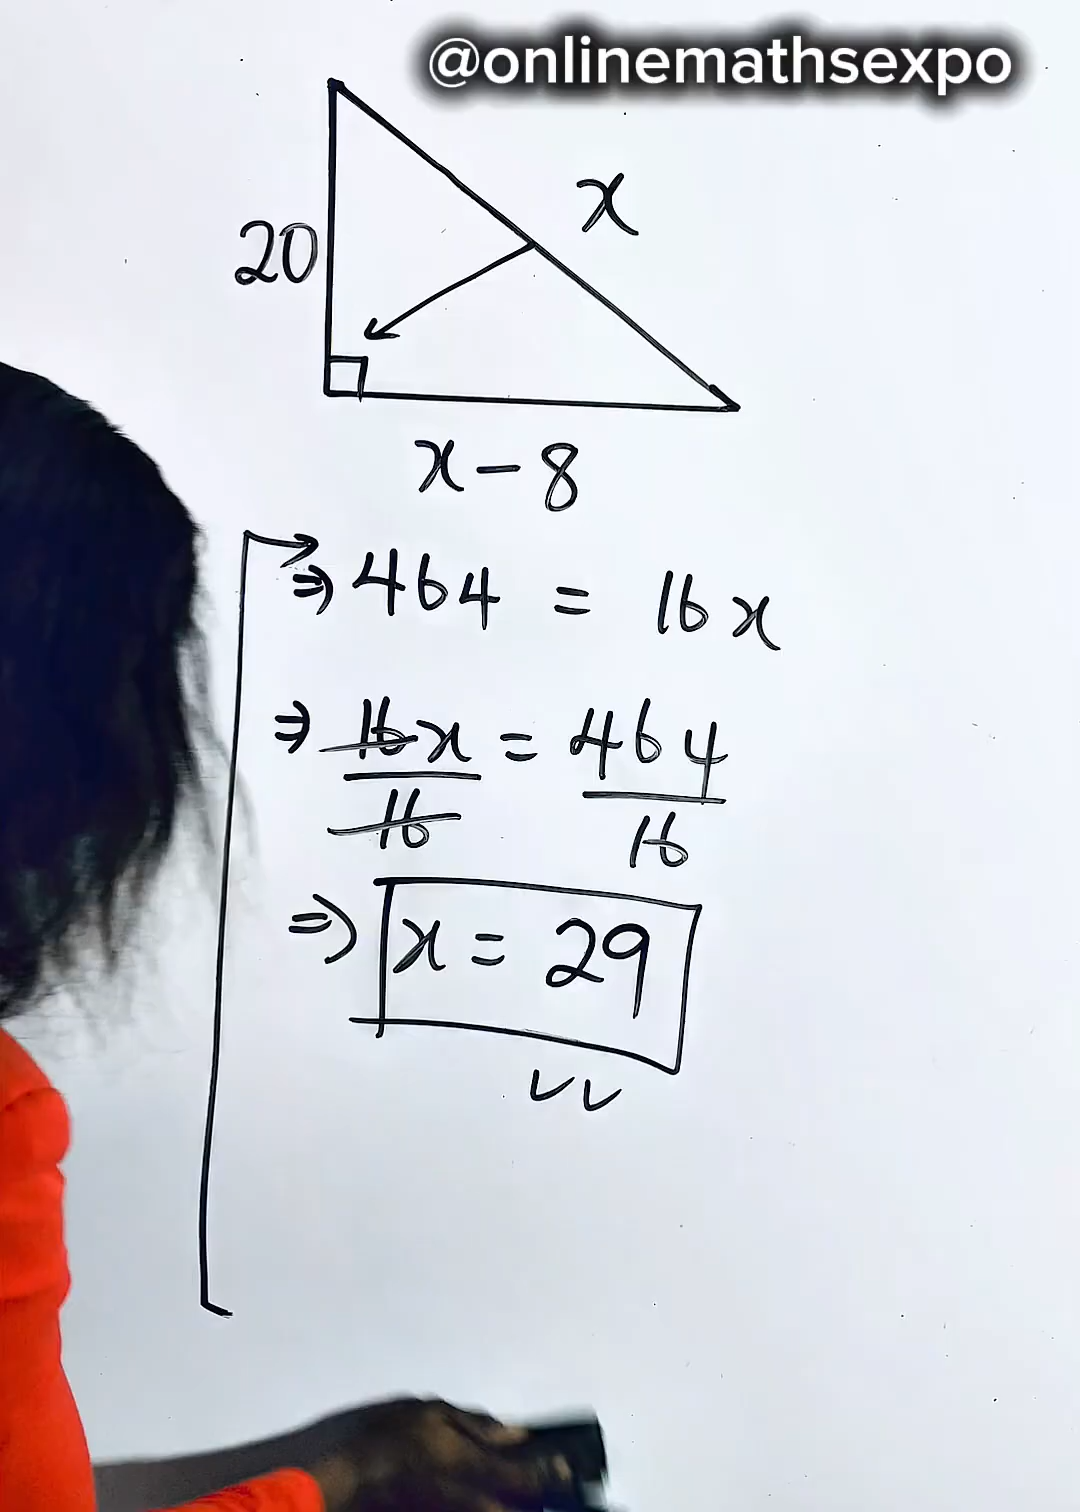 @onlinemathsexpo
x
20
x - 8
⇒ 464 = 16x
⇒ 16x/16 = 464/16
⇒ x = 29